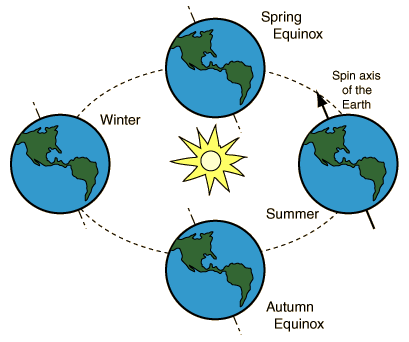 Spring
Equinox
Spin axis
of the
Earth
Winter
Summer
Autumn
Equinox